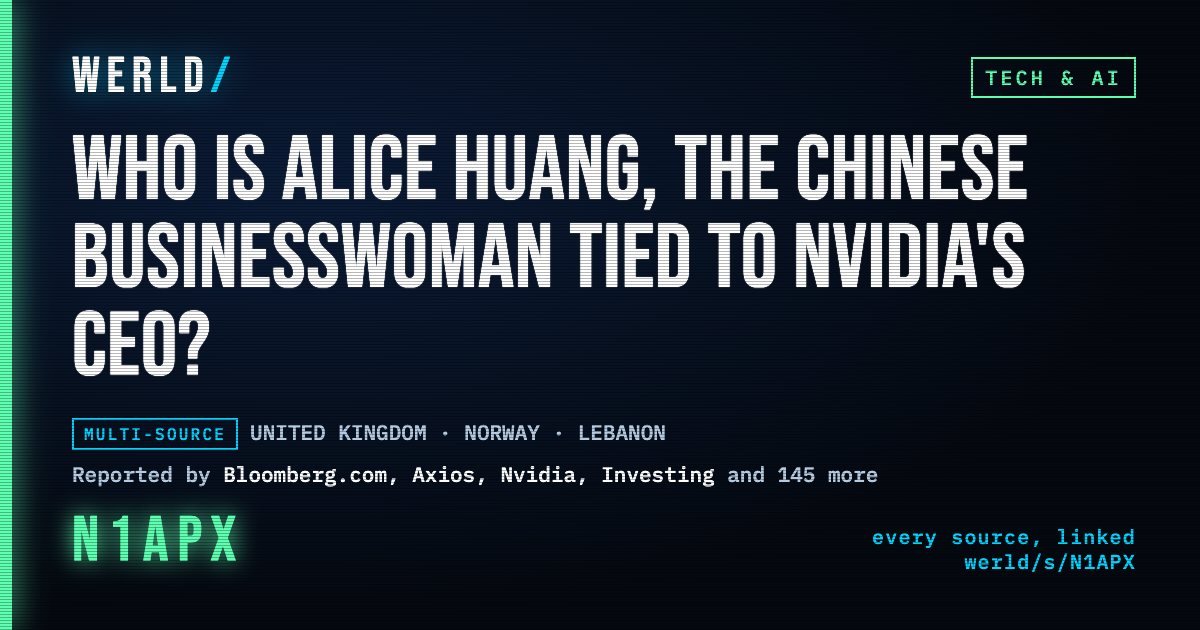 WERLD/
TECH & AI
WHO IS ALICE HUANG, THE CHINESE
BUSINESSWOMAN TIED TO NVIDIA'S
CEO?
MULTI-SOURCE UNITED KINGDOM · NORWAY · LEBANON
Reported by Bloomberg.com, Axios, Nvidia, Investing and 145 more
N1APX
every source, linked
werld/s/N1APX